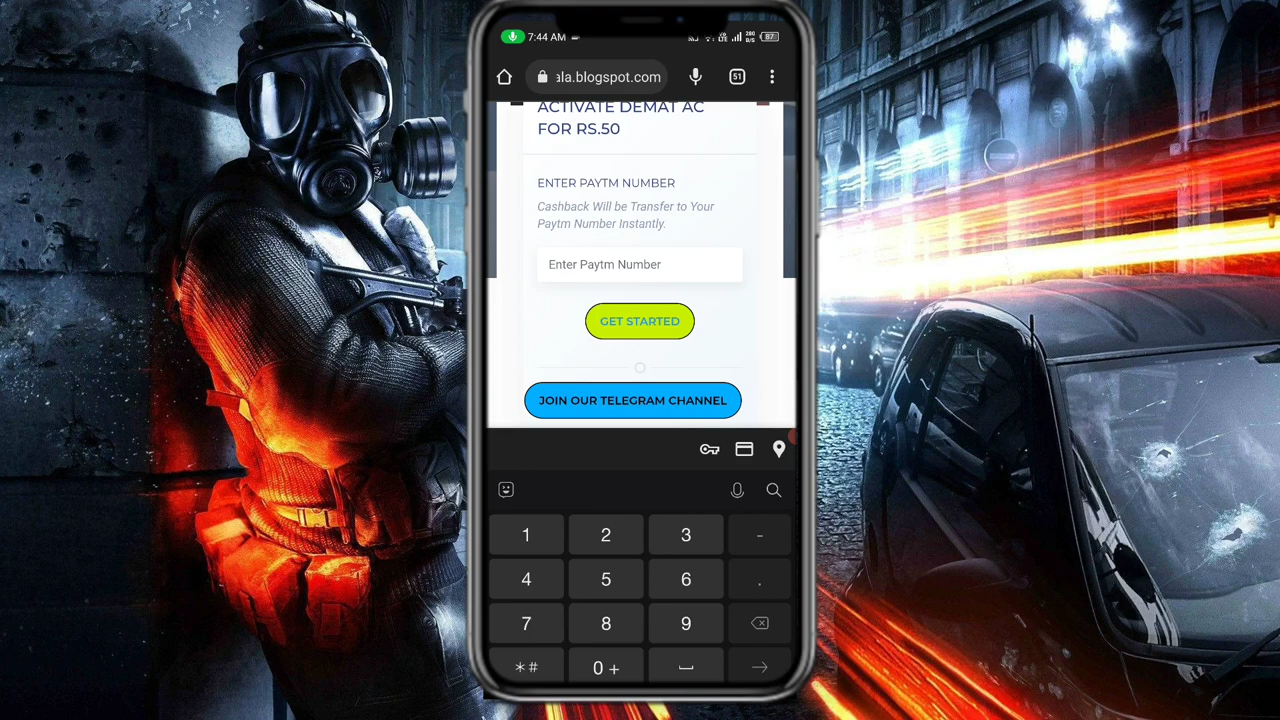 7:44 AM
280
B/S
87
ala.blogspot.com
51
ACTIVATE DEMAT AC
FOR RS.50
ENTER PAYTM NUMBER
Cashback Will be Transfer to Your
Paytm Number Instantly.
Enter Paytm Number
GET STARTED
JOIN OUR TELEGRAM CHANNEL
1 2 3 -
4 5 6 .
7 8 9
*# 0 +